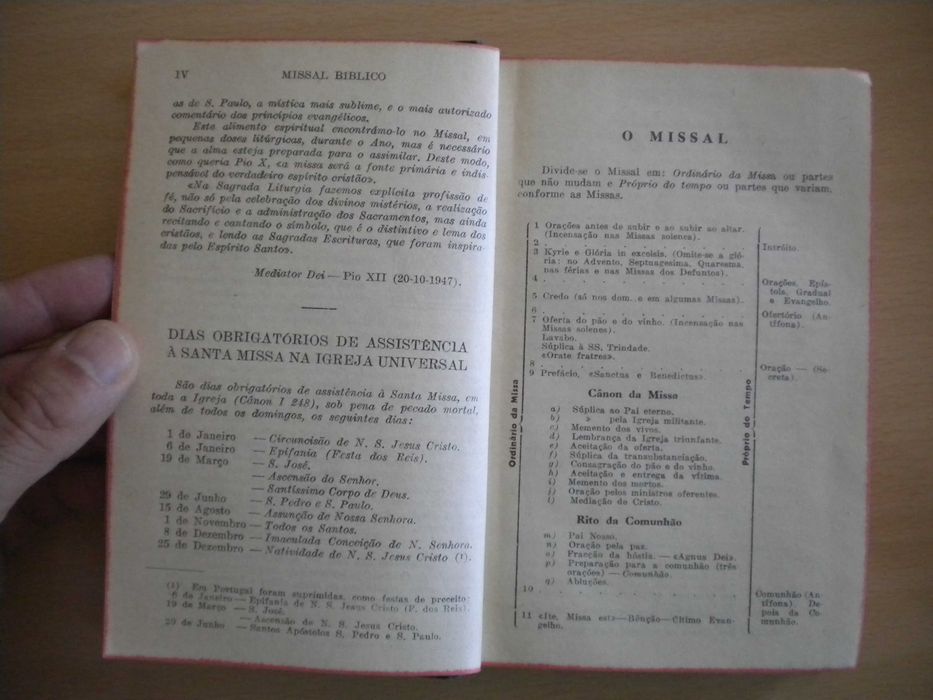 IV MISSAL BíBLICO
as de S. Paulo, a mística mais sublime, e o mais autorizado
comentário dos princípios evangélicos.
Este alimento espiritual encontrámo-lo no Missal, em
pequenas doses litúrgicas, durante o Ano, mas é necessário
que a alma esteja preparada para o assimilar. Deste modo,
como queria Pio X, «a missa será a fonte primária e indis-
pensável do verdadeiro espírito cristão».
«Na Sagrada Liturgia fazemos explícita profissão de
fé, não só pela celebração dos divinos mistérios, a realização
do Sacrifício e a administração dos Sacramentos, mas ainda
recitando e cantando o símbolo, que é o distintivo e lema dos
cristãos, e lendo as Sagradas Escrituras, que foram inspira-
das pelo Espírito Santo».
Mediator Dei — Pio XII (20-10-1947).
DIAS OBRIGATÓRIOS DE ASSISTÊNCIA
À SANTA MISSA NA IGREJA UNIVERSAL
São dias obrigatórios de assistência à Santa Missa, em
toda a Igreja (Cânon I 248), sob pena de pecado mortal,
além de todos os domingos, os seguintes dias:
1 de Janeiro — Circuncisão de N. S. Jesus Cristo.
6 de Janeiro — Epifania (Festa dos Reis).
19 de Março — S. José.
— Ascensão do Senhor.
— Santíssimo Corpo de Deus.
29 de Junho — S. Pedro e S. Paulo.
15 de Agosto — Assunção de Nossa Senhora.
1 de Novembro — Todos os Santos.
8 de Dezembro — Imaculada Conceição de N. Senhora.
25 de Dezembro — Natividade de N. S. Jesus Cristo (1).
(1) Em Portugal foram suprimidas, como festas de preceito:
6 de Janeiro — Epifania de N. S. Jesus Cristo (F. dos Reis).
19 de Março — S. José.
— Ascensão de N. S. Jesus Cristo.
29 de Junho — Santos Apóstolos S. Pedro e S. Paulo.
O MISSAL
Divide-se o Missal em: Ordinário da Missa ou partes
que não mudam e Próprio do tempo ou partes que variam,
conforme as Missas.
Ordinário da Missa
1 Orações antes de subir e ao subir ao altar.
(Incensação nas Missas solenes).
2 . . . . . . . . . . . .
3 Kyrie e Glória in excelsis. (Omite-se a gló-
ria: no Advento, Septuagésima, Quaresma,
nas férias e nas Missas dos Defuntos).
4 . . . . . . . . . . . .
5 Credo (só nos dom. e em algumas Missas).
6 . . . . . . . . . . . .
7 Oferta do pão e do vinho. (Incensação nas
Missas solenes).
Lavabo.
Súplica à SS. Trindade.
«Orate fratres».
8 . . . . . . . . . . . .
9 Prefácio, «Sanctus e Benedictus».
Cânon da Missa
a) Súplica ao Pai eterno.
b) » pela Igreja militante.
c) Memento dos vivos.
d) Lembrança da Igreja triunfante.
e) Aceitação da oferta.
f) Súplica da transubstanciação.
g) Consagração do pão e do vinho.
h) Aceitação e entrega da vítima.
i) Memento dos mortos.
j) Oração pelos ministros oferentes.
l) Mediação de Cristo.
Rito da Comunhão
m) Pai Nosso.
n) Oração pela paz.
o) Fracção da hóstia. — «Agnus Dei».
p) Preparação para a comunhão (três
orações) — Comunhão.
q) Abluções.
10 . . . . . . . . . . . .
11 «Ite, Missa est» — Bênção — Último Evan-
gelho.
Próprio do Tempo
Intróito.
Orações, Epís-
tola, Gradual
e Evangelho.
Ofertório (An-
tífona).
Oração — (Se-
creta).
Comunhão (An-
tífona). De-
pois da Co-
munhão.